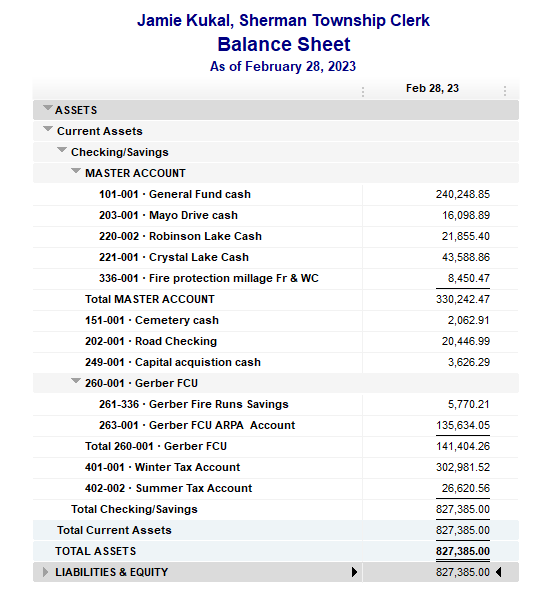 Jamie Kukal, Sherman Township Clerk
Balance Sheet
As of February 28, 2023
Feb 28, 23
ASSETS
Current Assets
Checking/Savings
MASTER ACCOUNT
101-001 · General Fund cash 240,248.85
203-001 · Mayo Drive cash 16,098.89
220-002 · Robinson Lake Cash 21,855.40
221-001 · Crystal Lake Cash 43,588.86
336-001 · Fire protection millage Fr & WC 8,450.47
Total MASTER ACCOUNT 330,242.47
151-001 · Cemetery cash 2,062.91
202-001 · Road Checking 20,446.99
249-001 · Capital acquistion cash 3,626.29
260-001 · Gerber FCU
261-336 · Gerber Fire Runs Savings 5,770.21
263-001 · Gerber FCU ARPA Account 135,634.05
Total 260-001 · Gerber FCU 141,404.26
401-001 · Winter Tax Account 302,981.52
402-002 · Summer Tax Account 26,620.56
Total Checking/Savings 827,385.00
Total Current Assets 827,385.00
TOTAL ASSETS 827,385.00
LIABILITIES & EQUITY 827,385.00